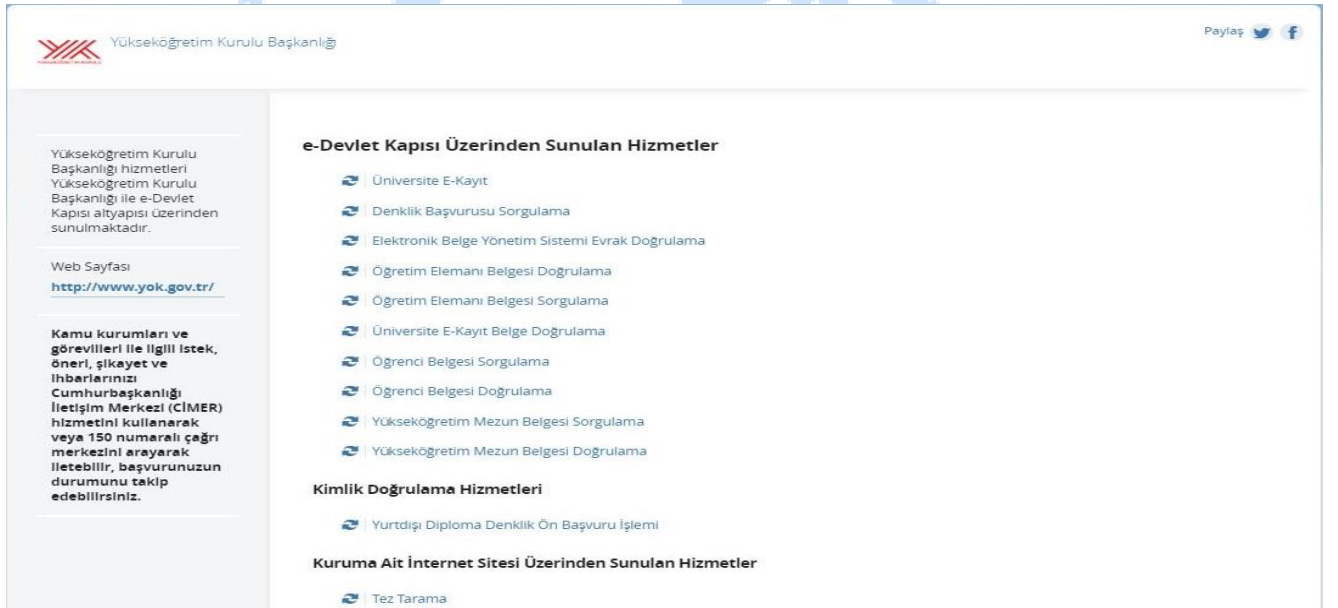 Yükseköğretim Kurulu Başkanlığı
Paylaş
Yükseköğretim Kurulu
Başkanlığı hizmetleri
Yükseköğretim Kurulu
Başkanlığı ile e-Devlet
Kapısı altyapısı üzerinden
sunulmaktadır.
Web Sayfası
http://www.yok.gov.tr/
Kamu kurumları ve
görevlileri ile ilgili istek,
öneri, şikayet ve
ihbarlarınızı
Cumhurbaşkanlığı
İletişim Merkezi (CİMER)
hizmetini kullanarak
veya 150 numaralı çağrı
merkezini arayarak
iletebilir, başvurunuzun
durumunu takip
edebilirsiniz.
e-Devlet Kapısı Üzerinden Sunulan Hizmetler
Üniversite E-Kayıt
Denklik Başvurusu Sorgulama
Elektronik Belge Yönetim Sistemi Evrak Doğrulama
Öğretim Elemanı Belgesi Doğrulama
Öğretim Elemanı Belgesi Sorgulama
Üniversite E-Kayıt Belge Doğrulama
Öğrenci Belgesi Sorgulama
Öğrenci Belgesi Doğrulama
Yükseköğretim Mezun Belgesi Sorgulama
Yükseköğretim Mezun Belgesi Doğrulama
Kimlik Doğrulama Hizmetleri
Yurtdışı Diploma Denklik Ön Başvuru İşlemi
Kuruma Ait İnternet Sitesi Üzerinden Sunulan Hizmetler
Tez Tarama